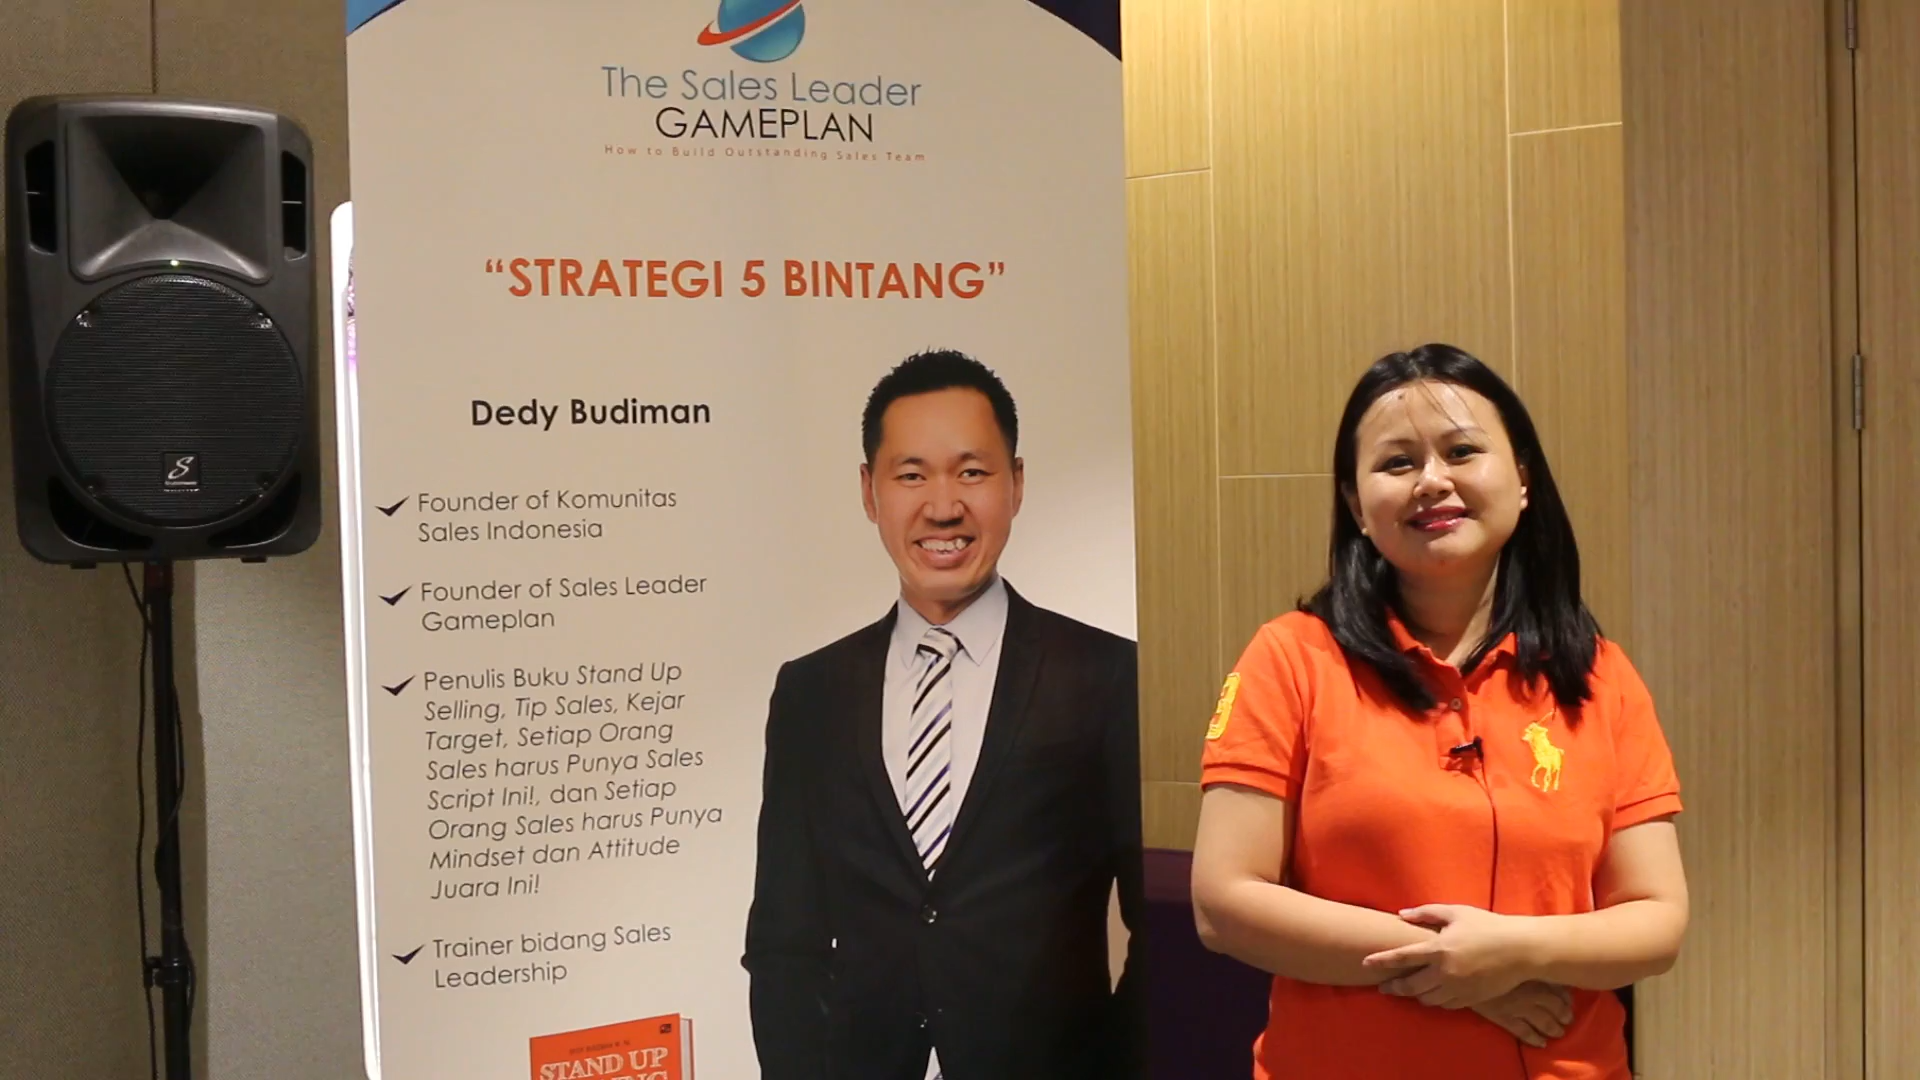 The Sales Leader
GAMEPLAN
How to Build Outstanding Sales Team
“STRATEGI 5 BINTANG”
Dedy Budiman
Founder of Komunitas
Sales Indonesia
Founder of Sales Leader
Gameplan
Penulis Buku Stand Up
Selling, Tip Sales, Kejar
Target, Setiap Orang
Sales harus Punya Sales
Script Ini!, dan Setiap
Orang Sales harus Punya
Mindset dan Attitude
Juara Ini!
Trainer bidang Sales
Leadership
STAND UP
3
S